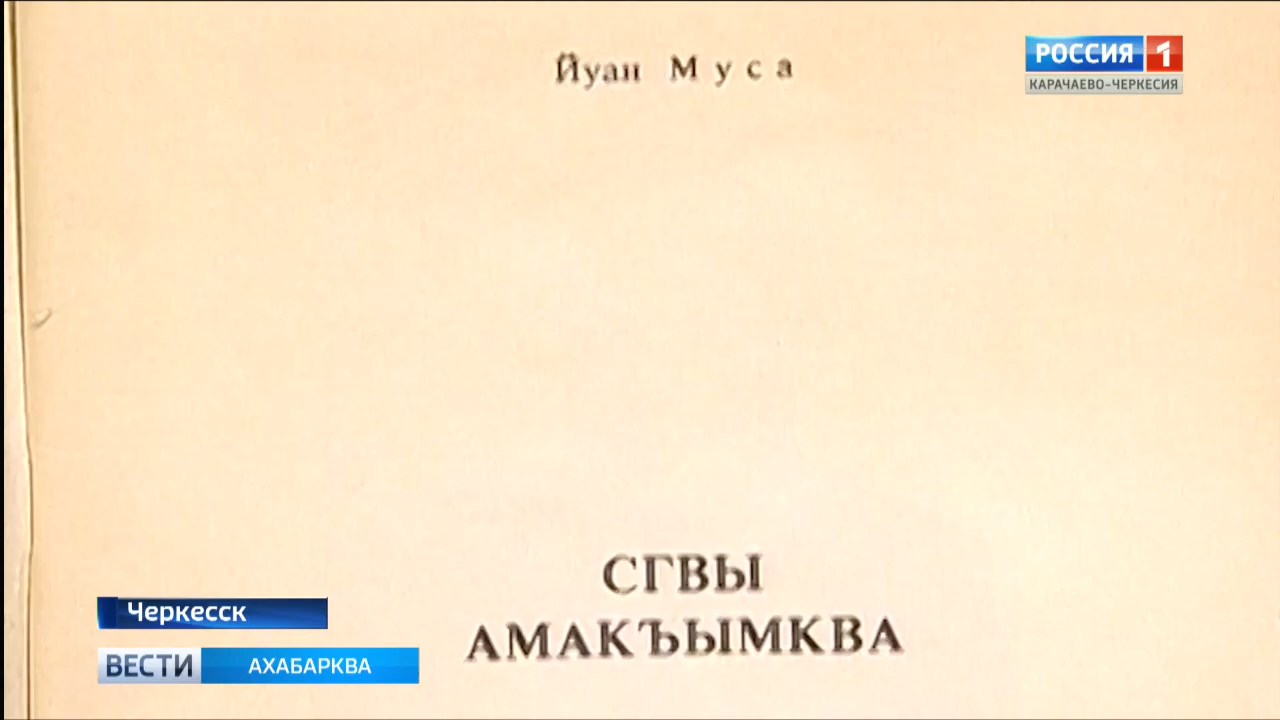 Йуан Муса
РОССИЯ 1
КАРАЧАЕВО-ЧЕРКЕСИЯ
СГВЫ
АМАКЪЫМКВА
Черкесск
ВЕСТИ АХАБАРКВА